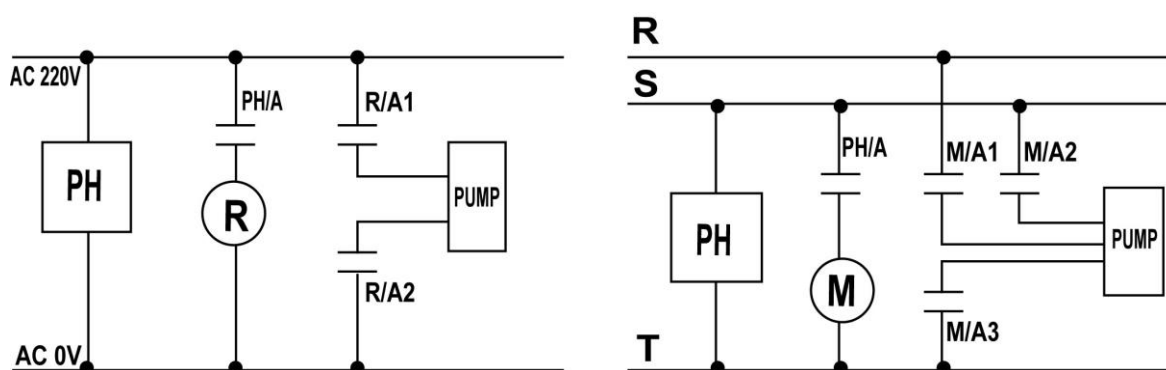 AC 220V
PH/A
R/A1
PH
R
PUMP
R/A2
AC 0V
R
S
PH/A
M/A1
M/A2
PH
M
PUMP
M/A3
T